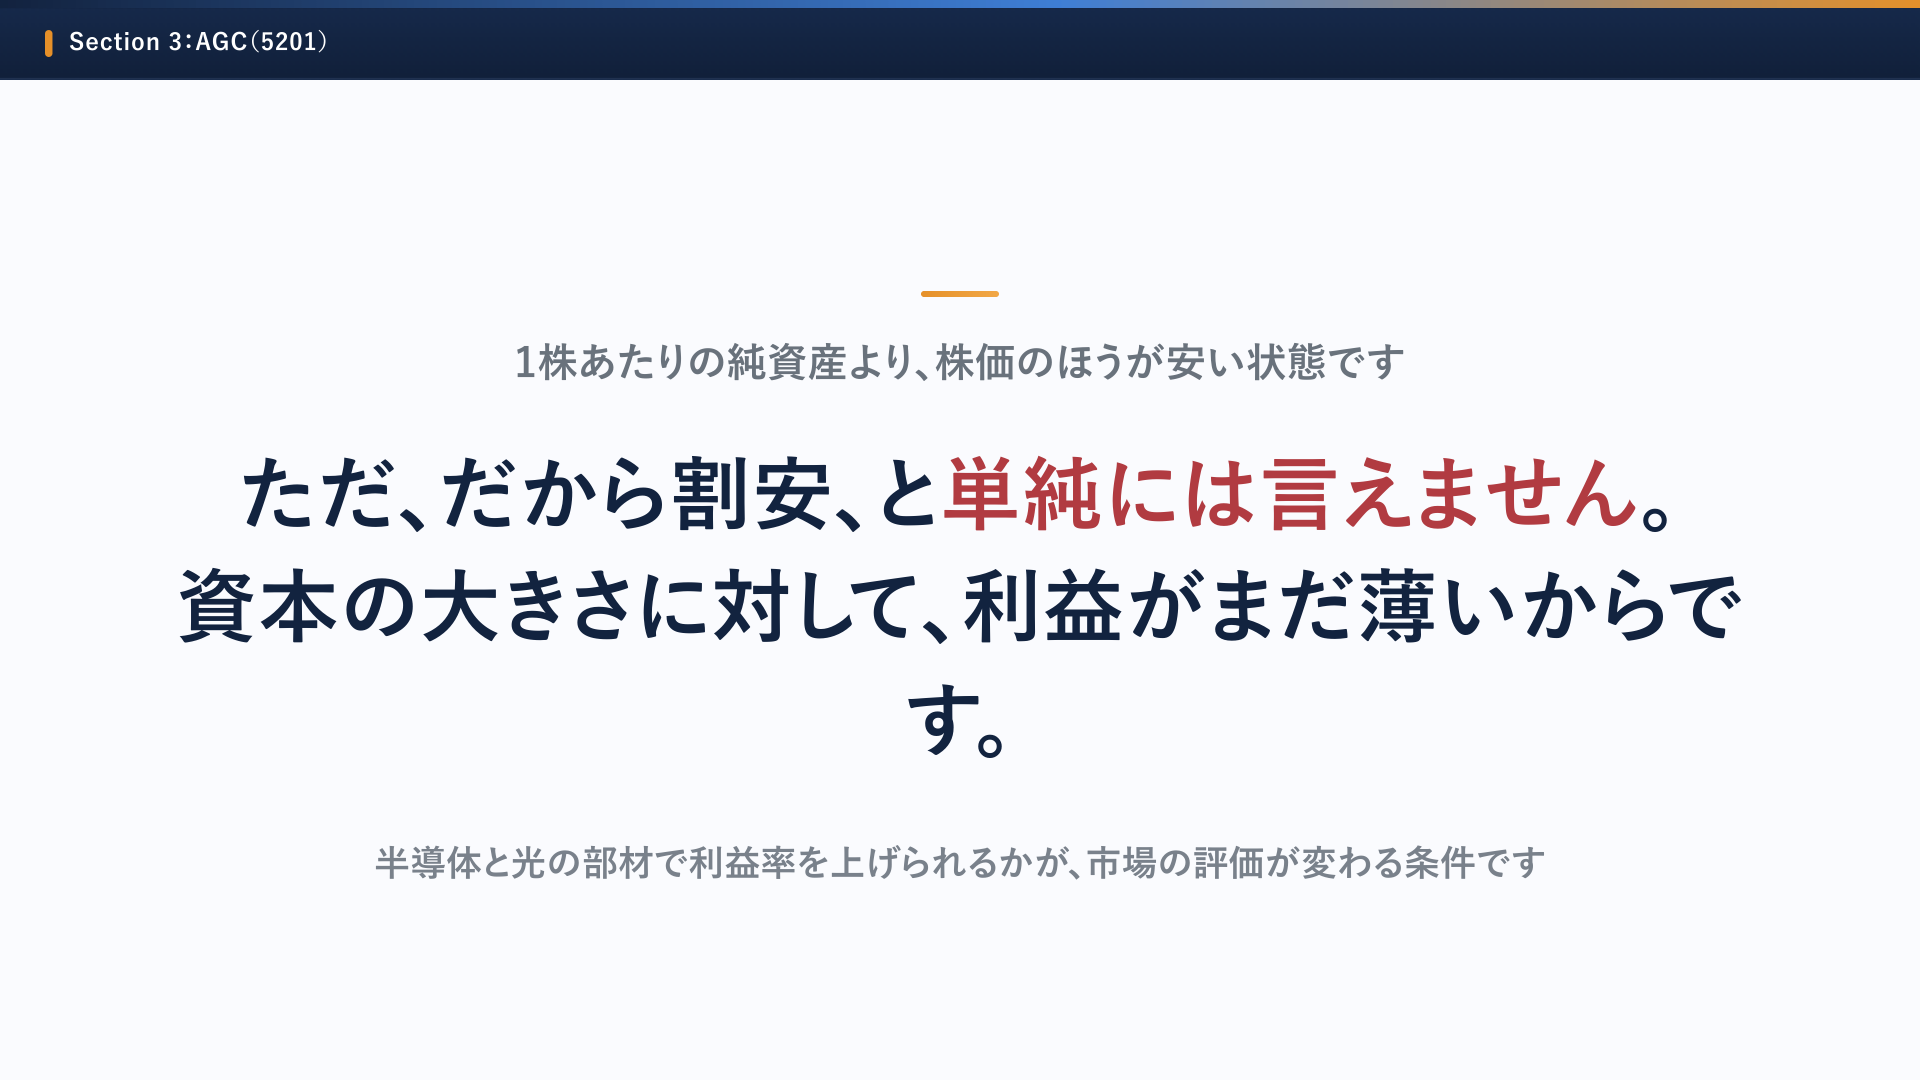 Section 3：AGC（5201）
1株あたりの純資産より、株価のほうが安い状態です
ただ、だから割安、と単純には言えません。
資本の大きさに対して、利益がまだ薄いからで
す。
半導体と光の部材で利益率を上げられるかが、市場の評価が変わる条件です